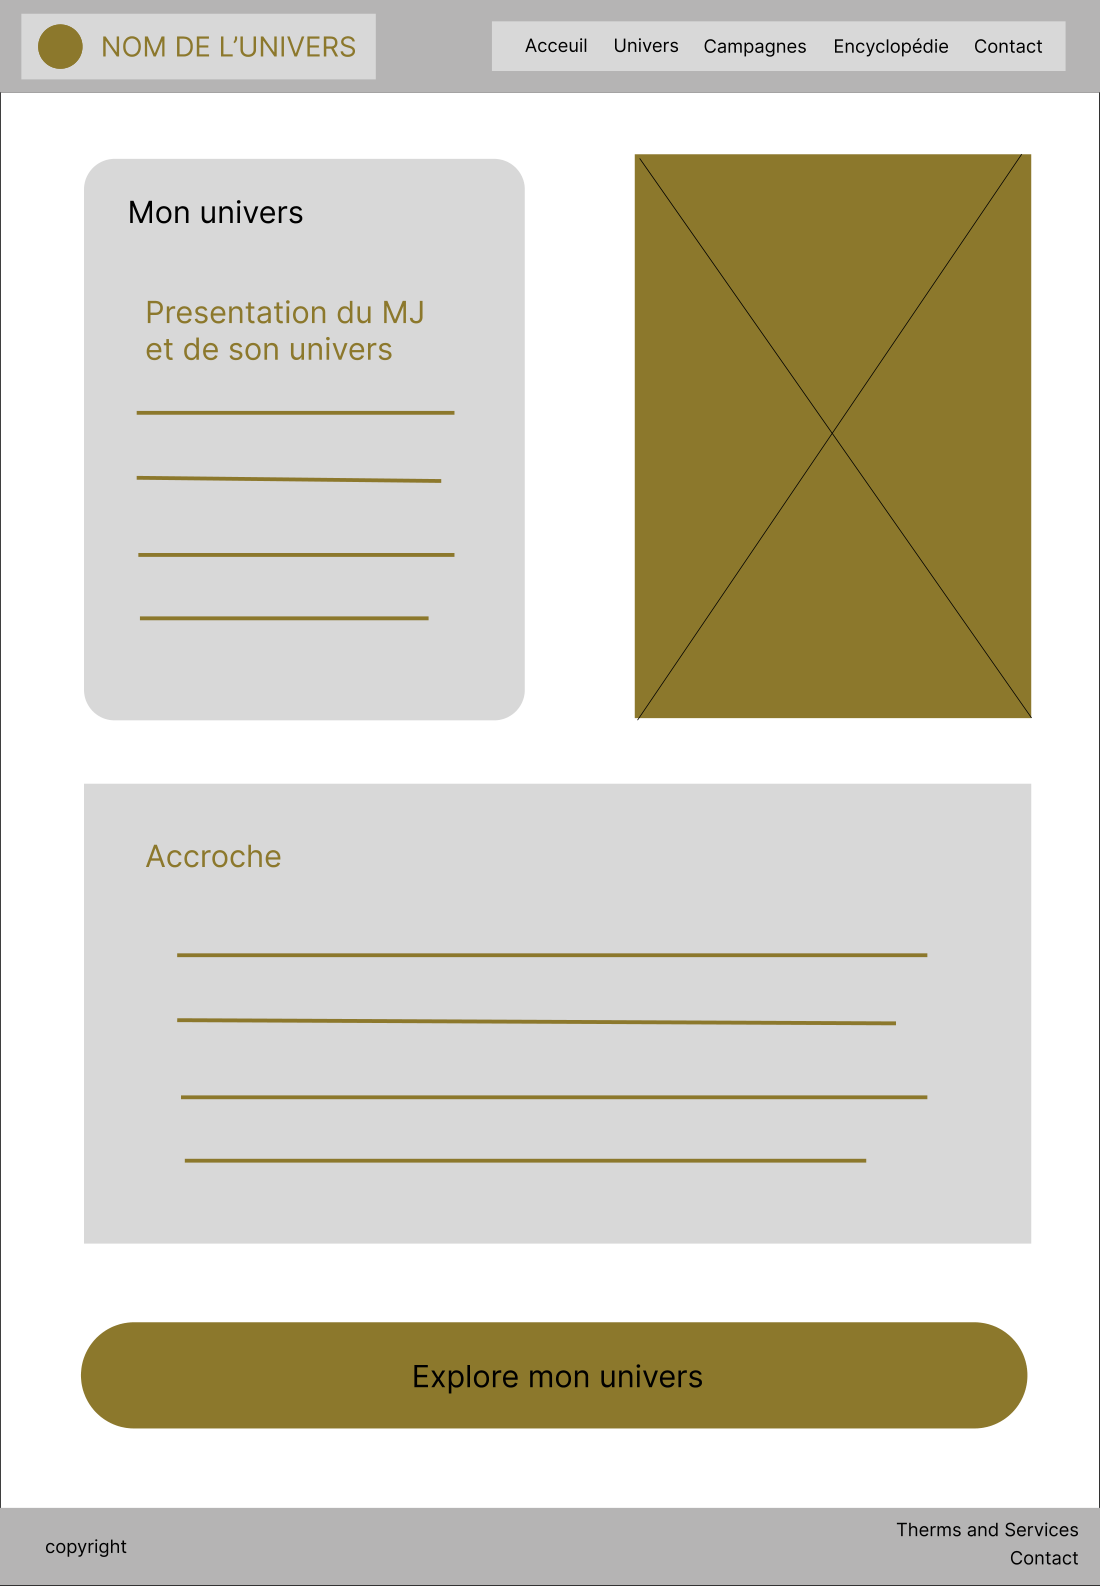 NOM DE L’UNIVERS
Acceuil Univers Campagnes Encyclopédie Contact
Mon univers
Presentation du MJ
et de son univers
Accroche
Explore mon univers
copyright
Therms and Services
Contact